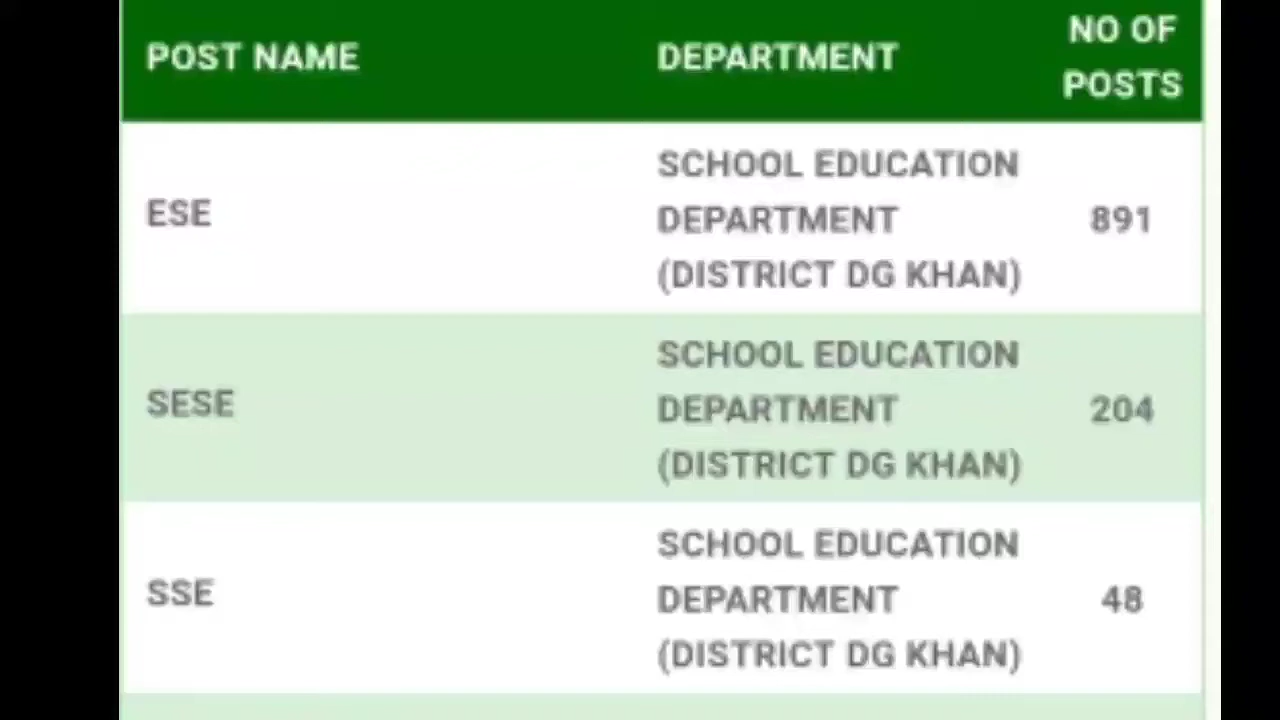 POST NAME
DEPARTMENT
NO OF
POSTS
ESE
SCHOOL EDUCATION
DEPARTMENT
(DISTRICT DG KHAN)
891
SESE
SCHOOL EDUCATION
DEPARTMENT
(DISTRICT DG KHAN)
204
SSE
SCHOOL EDUCATION
DEPARTMENT
(DISTRICT DG KHAN)
48